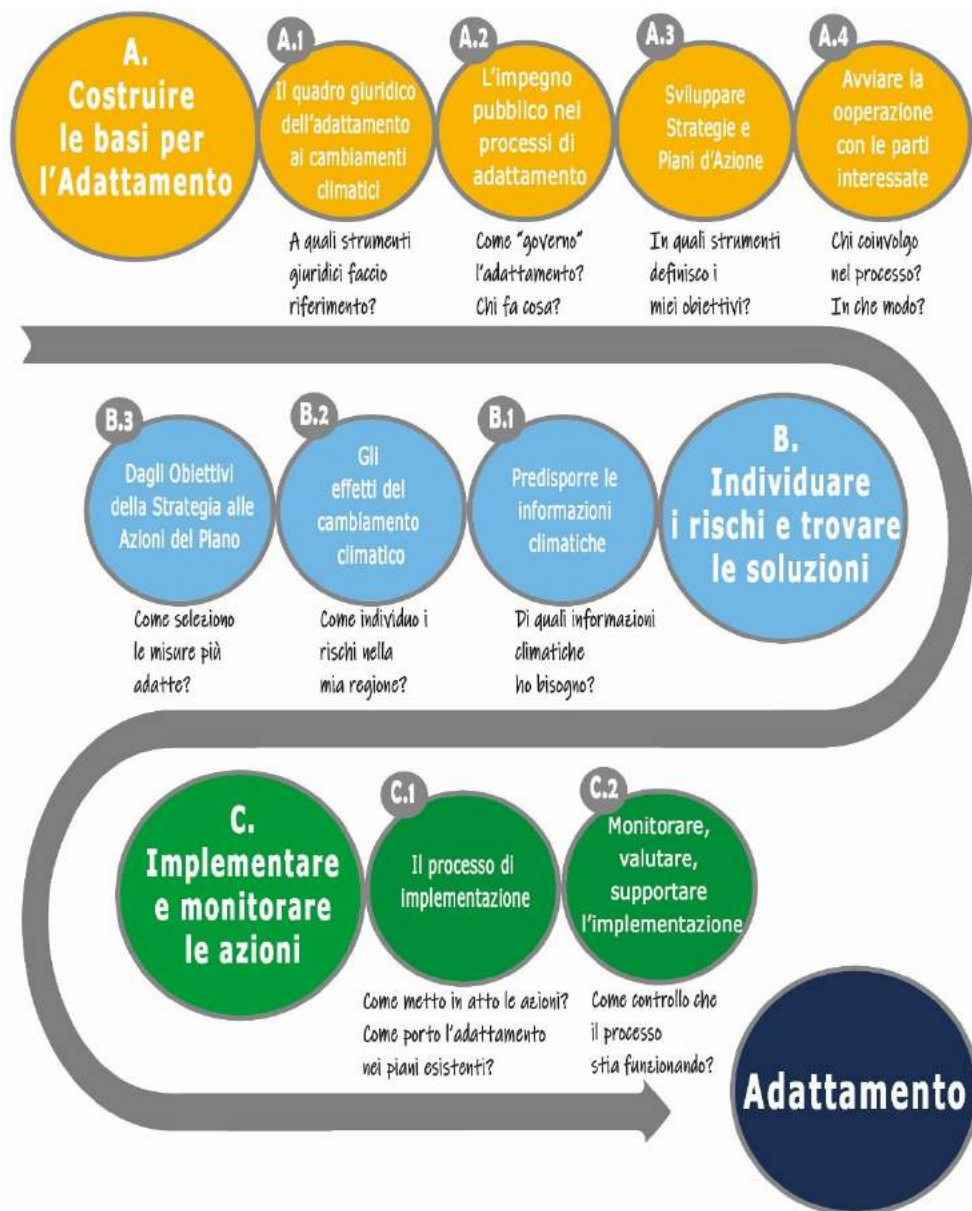 A.
Costruire
le basi per
l'Adattamento
A.1
Il quadro giuridico
dell'adattamento
ai cambiamenti
climatici
A quali strumenti
giuridici faccio
riferimento?
A.2
L'impegno
pubblico nei
processi di
adattamento
Come "governo"
l'adattamento?
Chi fa cosa?
A.3
Sviluppare
Strategie e
Piani d'Azione
In quali strumenti
definisco i
miei obiettivi?
A.4
Avviare la
ooperazione
con le parti
interessate
Chi coinvolgo
nel processo?
In che modo?
B.
Individuare
i rischi e trovare
le soluzioni
B.1
Predisporre le
informazioni
climatiche
Di quali informazioni
climatiche
ho bisogno?
B.2
Gli
effetti del
cambiamento
climatico
Come individuo i
rischi nella
mia regione?
B.3
Dagli Obiettivi
della Strategia alle
Azioni del Piano
Come seleziono
le misure più
adatte?
C.
Implementare
e monitorare
le azioni
C.1
Il processo di
implementazione
Come metto in atto le azioni?
Come porto l'adattamento
nei piani esistenti?
C.2
Monitorare,
valutare,
supportare
l'implementazione
Come controllo che
il processo
stia funzionando?
Adattamento